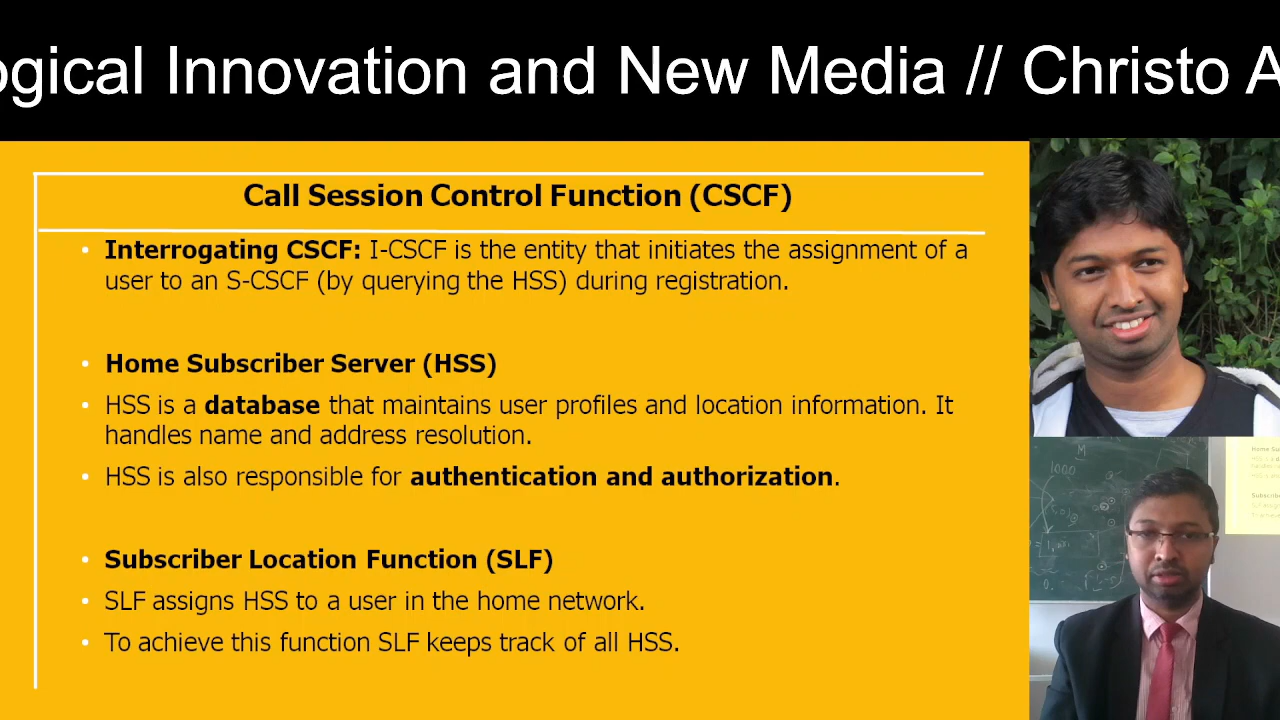 ogical Innovation and New Media // Christo A
Call Session Control Function (CSCF)
• Interrogating CSCF: I-CSCF is the entity that initiates the assignment of a
user to an S-CSCF (by querying the HSS) during registration.
• Home Subscriber Server (HSS)
• HSS is a database that maintains user profiles and location information. It
handles name and address resolution.
• HSS is also responsible for authentication and authorization.
• Subscriber Location Function (SLF)
• SLF assigns HSS to a user in the home network.
• To achieve this function SLF keeps track of all HSS.
M
1000
Home Su
Subscribe